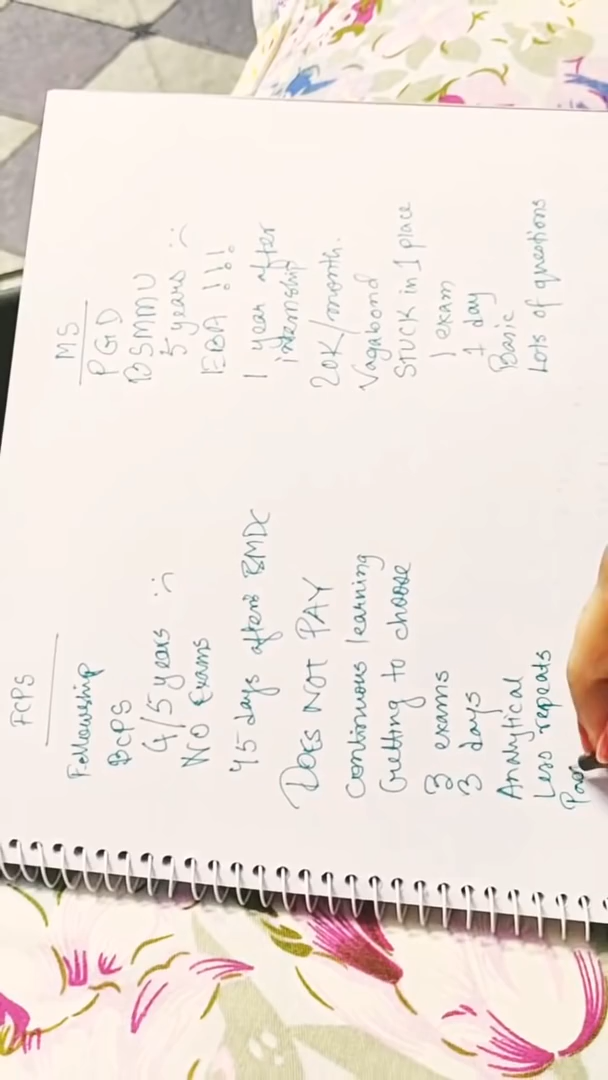 FCPS
Fellowship
BCPS
4/5 years :)
NO Exams
45 days after BMDC
DOES NOT PAY
continuous learning
Getting to choose
3 exams
3 days
Analytical
Less repeats
MS
PGD
BSMMU
5 years :)
1 year after
internship
20K/month.
Vagabond
STUCK in 1 place
1 exam
1 day
Basic
Lots of questions